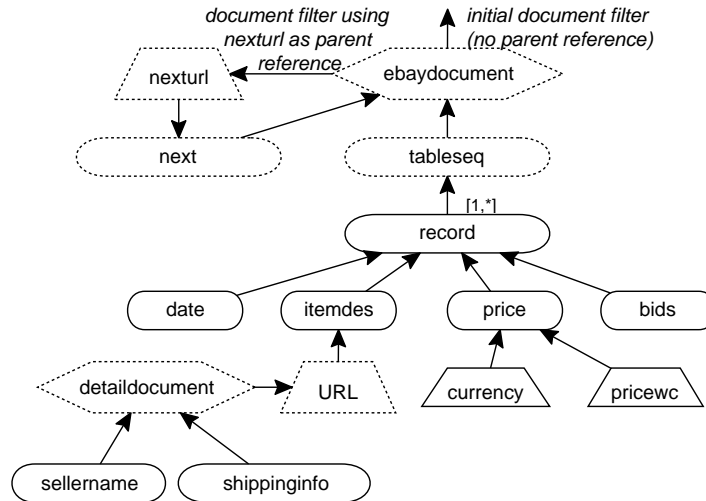 document filter using
nexturl as parent
reference
initial document filter
(no parent reference)
nexturl
ebaydocument
next
tableseq
[1,*]
record
date
itemdes
price
bids
detaildocument
URL
currency
pricewc
sellername
shippinginfo